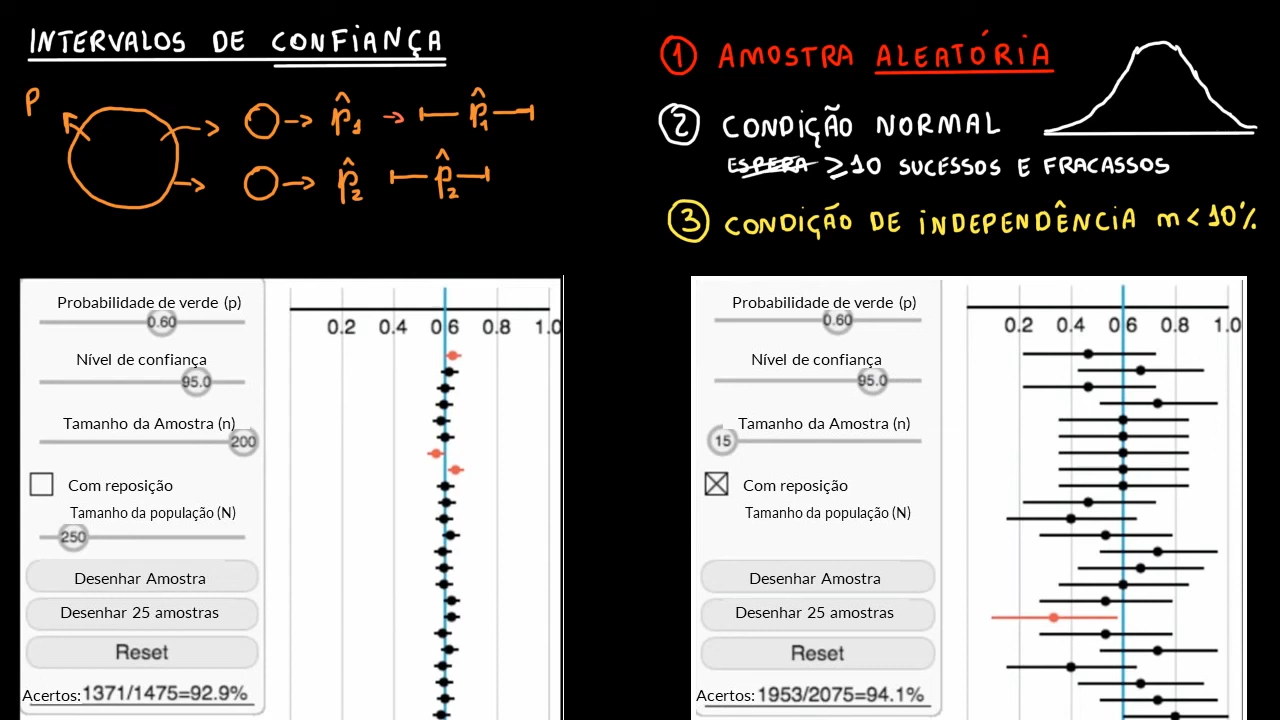 INTERVALOS DE CONFIANÇA
p
p̂1 p̂1
p̂2 p̂2
1 AMOSTRA ALEATÓRIA
2 CONDIÇÃO NORMAL
ESPERA ≥10 SUCESSOS E FRACASSOS
3 CONDIÇÃO DE INDEPENDÊNCIA m < 10%
Probabilidade de verde (p)
0.60
Nível de confiança
95.0
Tamanho da Amostra (n)
200
Com reposição
Tamanho da população (N)
250
Desenhar Amostra
Desenhar 25 amostras
Reset
Acertos: 1371/1475=92.9%
0.2 0.4 0.6 0.8 1.0
Probabilidade de verde (p)
0.60
Nível de confiança
95.0
Tamanho da Amostra (n)
15
Com reposição
Tamanho da população (N)
Desenhar Amostra
Desenhar 25 amostras
Reset
Acertos: 1953/2075=94.1%
0.2 0.4 0.6 0.8 1.0